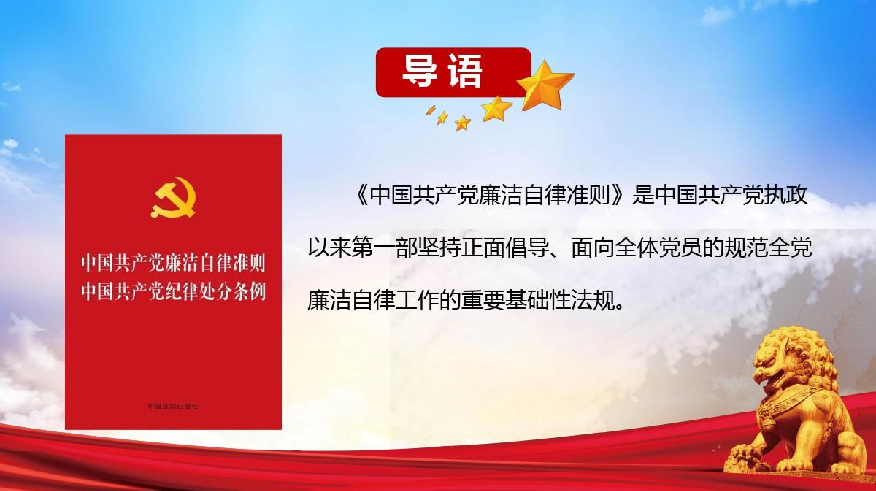 导语
中国共产党廉洁自律准则
中国共产党纪律处分条例
《中国共产党廉洁自律准则》是中国共产党执政
以来第一部坚持正面倡导、面向全体党员的规范全党
廉洁自律工作的重要基础性法规。